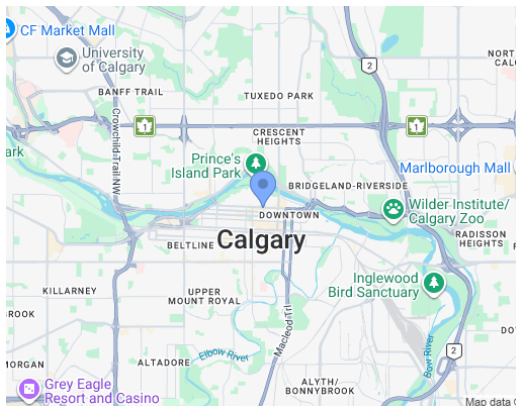 CF Market Mall
University
of Calgary
2
NORT
CALG
BANFF TRAIL
TUXEDO PARK
1
1
Crowchild Trail NW
CRESCENT
HEIGHTS
ark
Prince's
Island Park
Marlborough Mall
BRIDGELAND-RIVERSIDE
Wilder Institute/
Calgary Zoo
DOWNTOWN
RADISSON
HEIGHTS
BELTLINE
Calgary
Inglewood
Bird Sanctuary
KILLARNEY
UPPER
MOUNT ROYAL
BROOK
Macleod Trl
DO
2
Bow River
Elbow River
ALTADORE
MORGAN
Grey Eagle
Resort and Casino
ALYTH/
BONNYBROOK
Map data